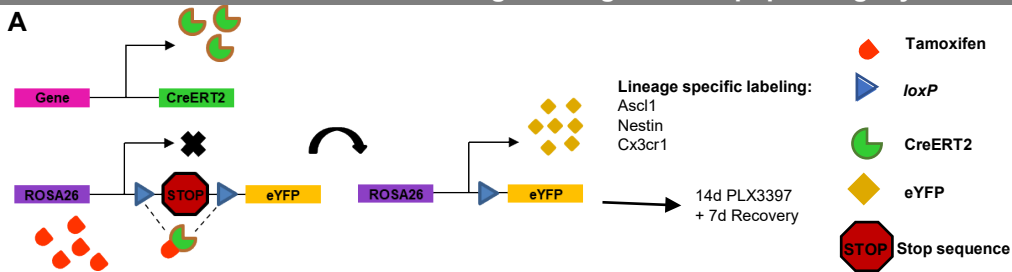 A
Gene
CreERT2
ROSA26
STOP
eYFP
ROSA26
eYFP
Lineage specific labeling:
Ascl1
Nestin
Cx3cr1
14d PLX3397
+ 7d Recovery
Tamoxifen
loxP
CreERT2
eYFP
STOP
Stop sequence